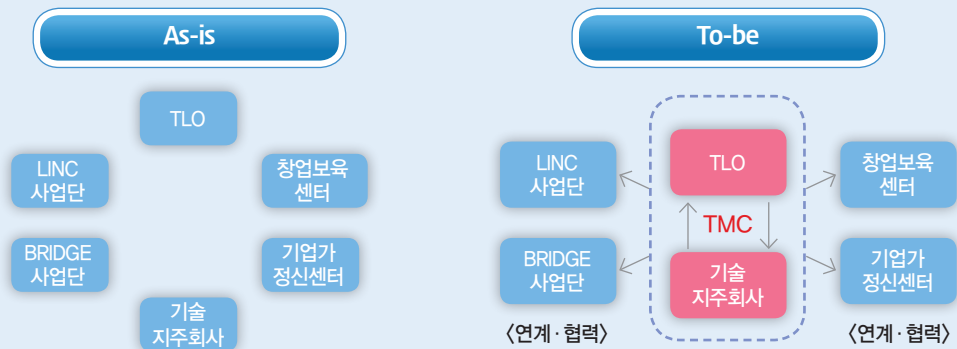 As-is
TLO
LINC
사업단
창업보육
센터
BRIDGE
사업단
기업가
정신센터
기술
지주회사
To-be
LINC
사업단
TLO
창업보육
센터
TMC
BRIDGE
사업단
기술
지주회사
기업가
정신센터
〈연계·협력〉
〈연계·협력〉